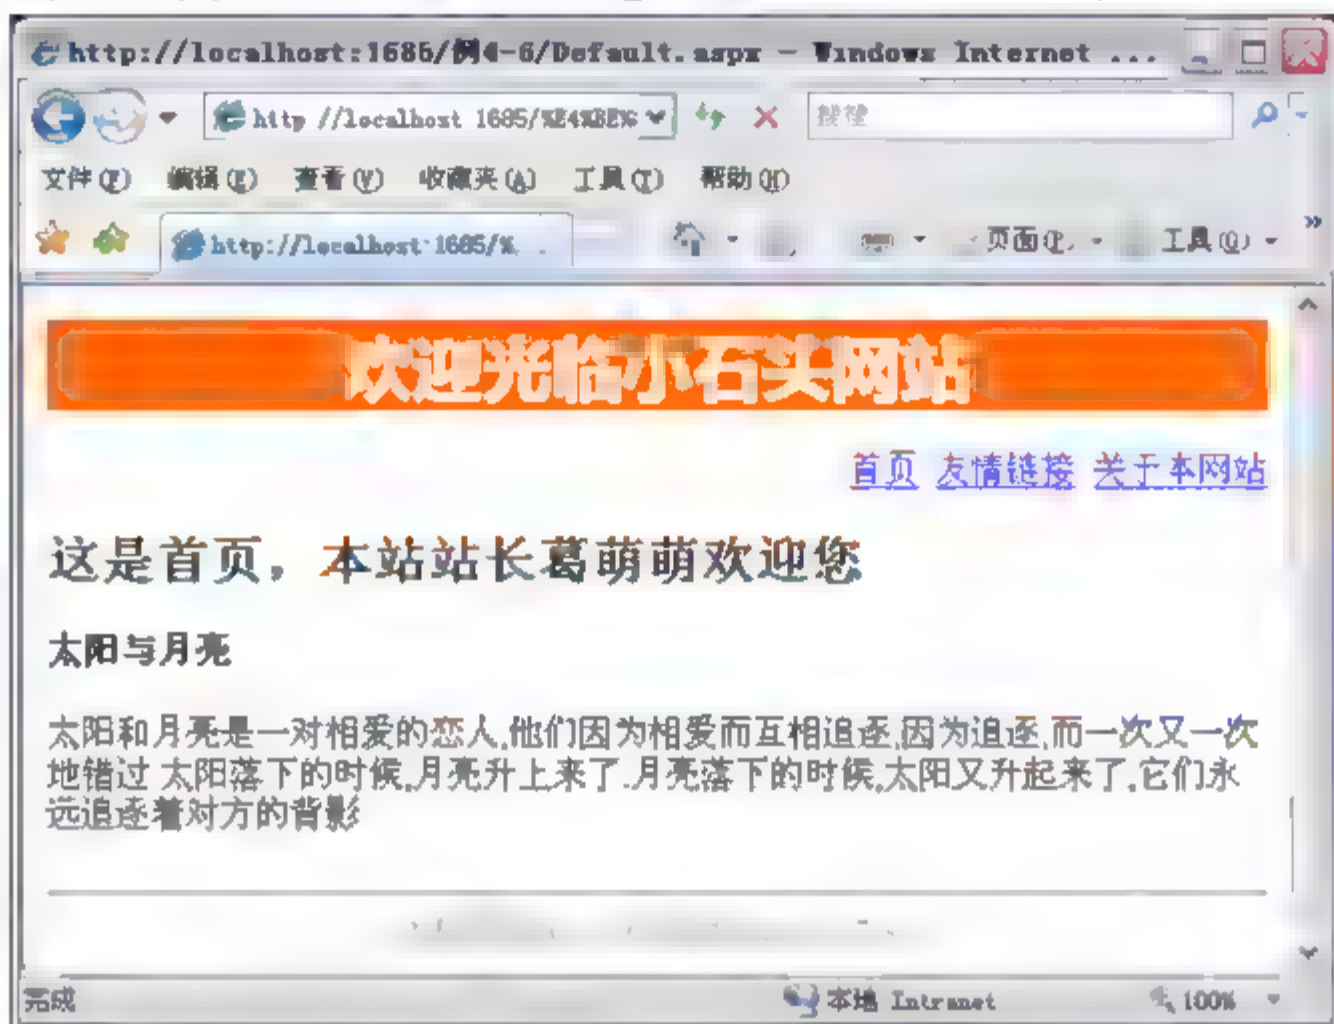 http://localhost:1685/例4-6/Default.aspx - Windows Internet ...
http://localhost 1685/%E4%BE%
搜搜
文件(F) 编辑(E) 查看(V) 收藏夹(A) 工具(T) 帮助(H)
http://localhost:1685/%...
页面(P) 工具(O) »
欢迎光临小石头网站
首页 友情链接 关于本网站
这是首页，本站站长葛萌萌欢迎您
太阳与月亮
太阳和月亮是一对相爱的恋人,他们因为相爱而互相追逐,因为追逐,而一次又一次
地错过 太阳落下的时候,月亮升上来了.月亮落下的时候,太阳又升起来了,它们永
远追逐着对方的背影
完成 本地 Intranet 100%